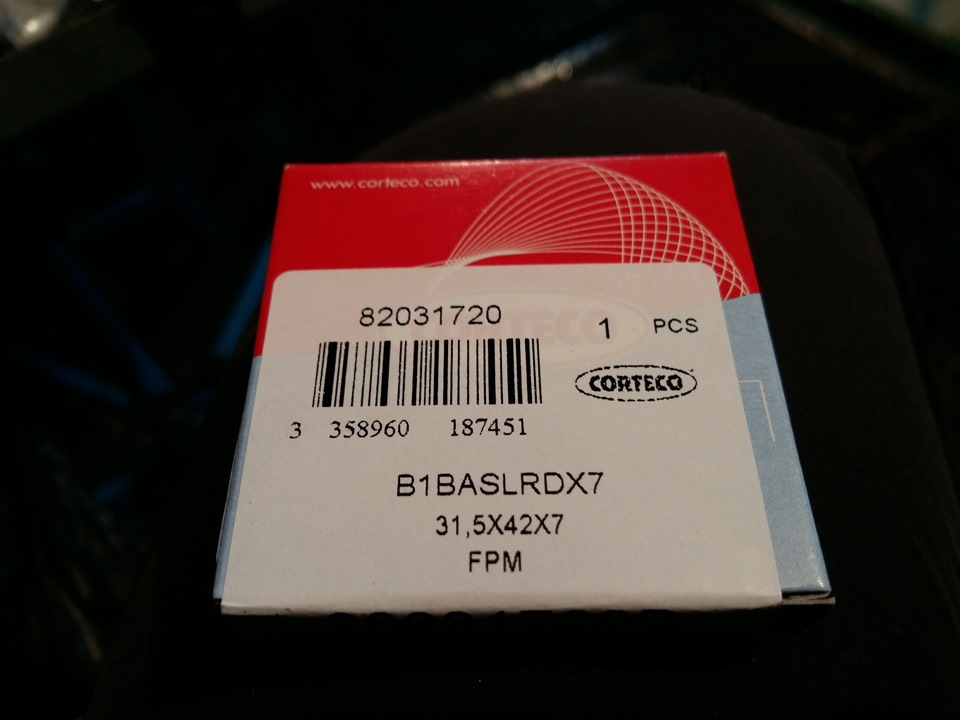 www.corteco.com
82031720
1 PCS
CORTECO
3 358960 187451
B1BASLRDX7
31,5X42X7
FPM